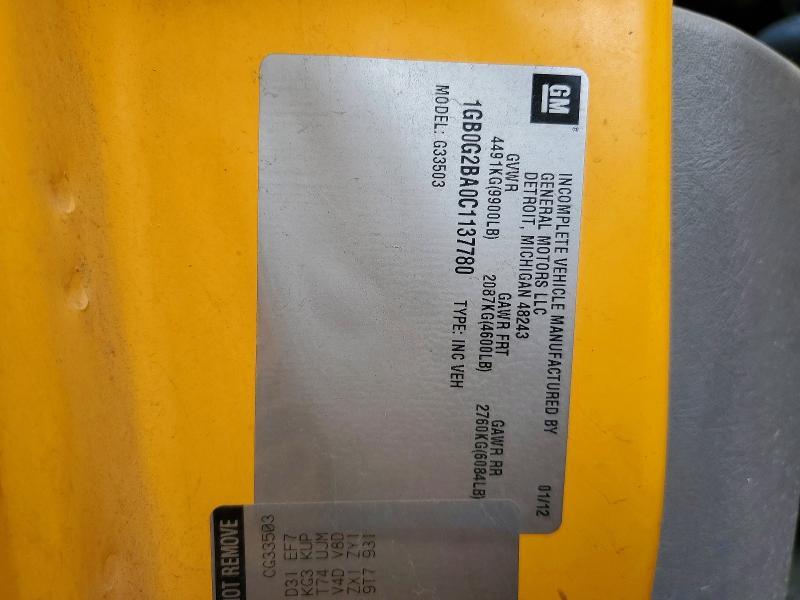 GM
INCOMPLETE VEHICLE MANUFACTURED BY
GENERAL MOTORS LLC
DETROIT, MICHIGAN 48243
01/12
GVWR GAWR FRT GAWR RR
4491KG(9900LB) 2087KG(4600LB) 2760KG(6084LB)
1GB0G2BA0C1137780 TYPE: INC VEH
MODEL: G33503
OT REMOVE
CG33503
D31 EF7
KG3 KUP
T74 UJM
V4D V8D
ZX1 ZY1
9T7 931